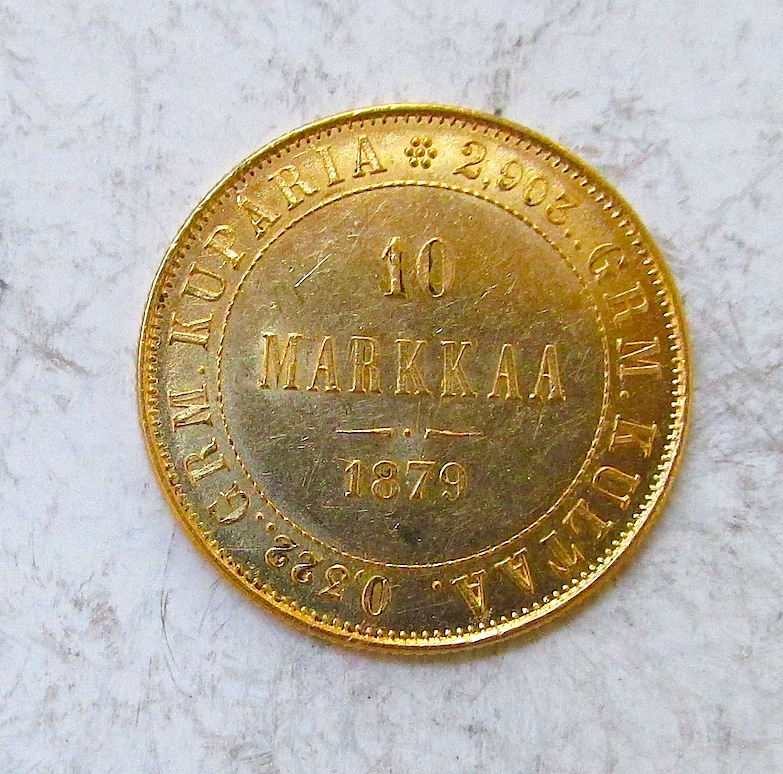 10
MARKKAA
1879
2,903..GRM.KULTAA. 0,322..GRM.KUPARIA